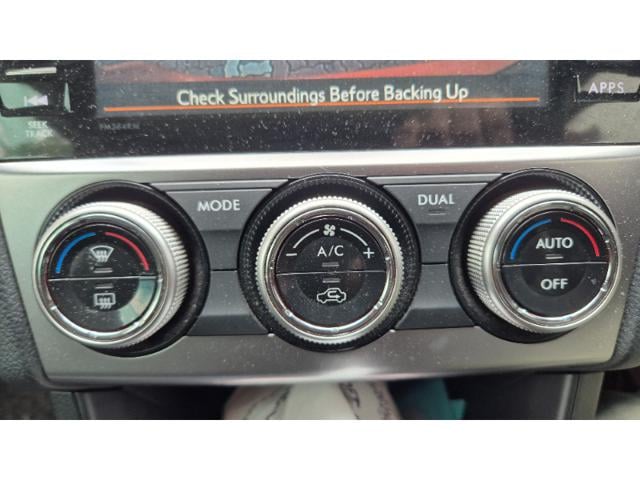 Check Surroundings Before Backing Up
APPS
SEEK
TRACK
MODE
DUAL
- A/C +
AUTO
OFF